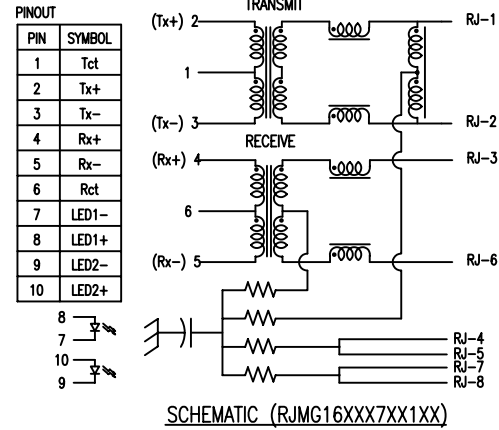 PINOUT
PIN SYMBOL
1 Tct
2 Tx+
3 Tx-
4 Rx+
5 Rx-
6 Rct
7 LED1-
8 LED1+
9 LED2-
10 LED2+
TRANSMIT
(Tx+) 2
RJ-1
1
(Tx-) 3
RJ-2
RECEIVE
(Rx+) 4
RJ-3
6
(Rx-) 5
RJ-6
8
7
10
9
RJ-4
RJ-5
RJ-7
RJ-8
SCHEMATIC (RJMG16XXX7XX1XX)